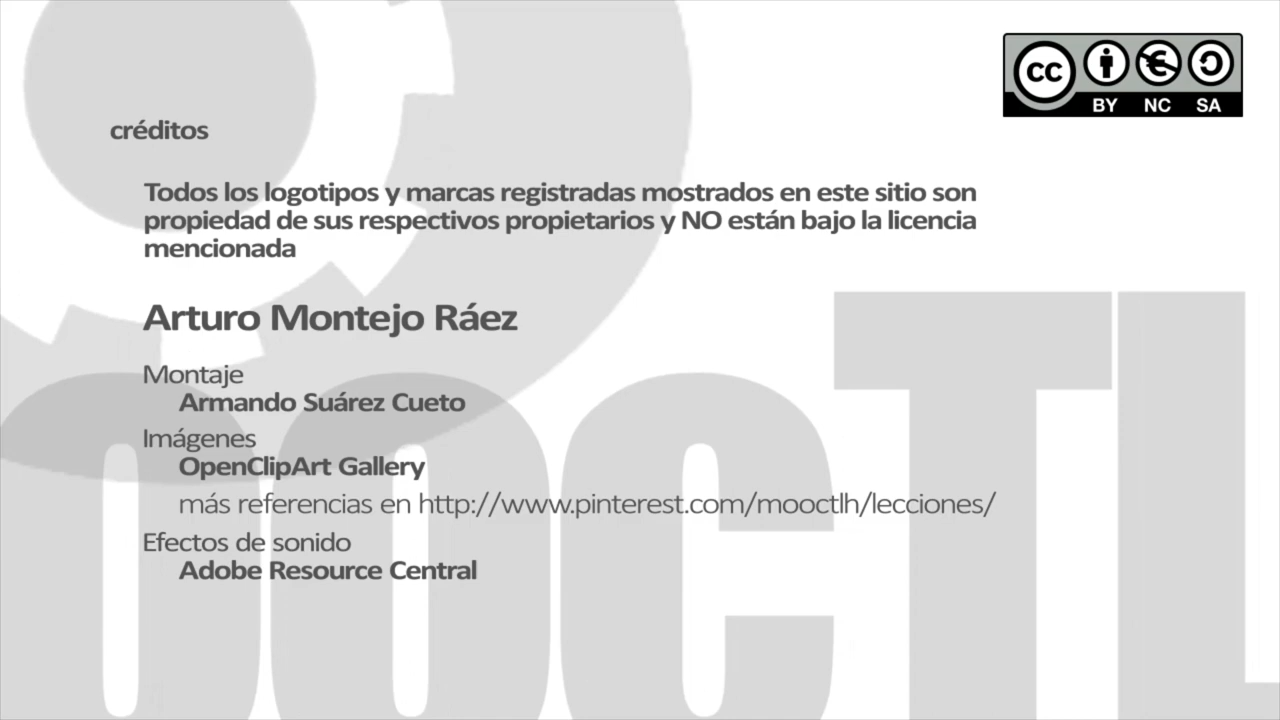 cc
BY NC SA
créditos
Todos los logotipos y marcas registradas mostrados en este sitio son
propiedad de sus respectivos propietarios y NO están bajo la licencia
mencionada
Arturo Montejo Ráez
Montaje
Armando Suárez Cueto
Imágenes
OpenClipArt Gallery
más referencias en http://www.pinterest.com/mooctlh/lecciones/
Efectos de sonido
Adobe Resource Central
oocTL